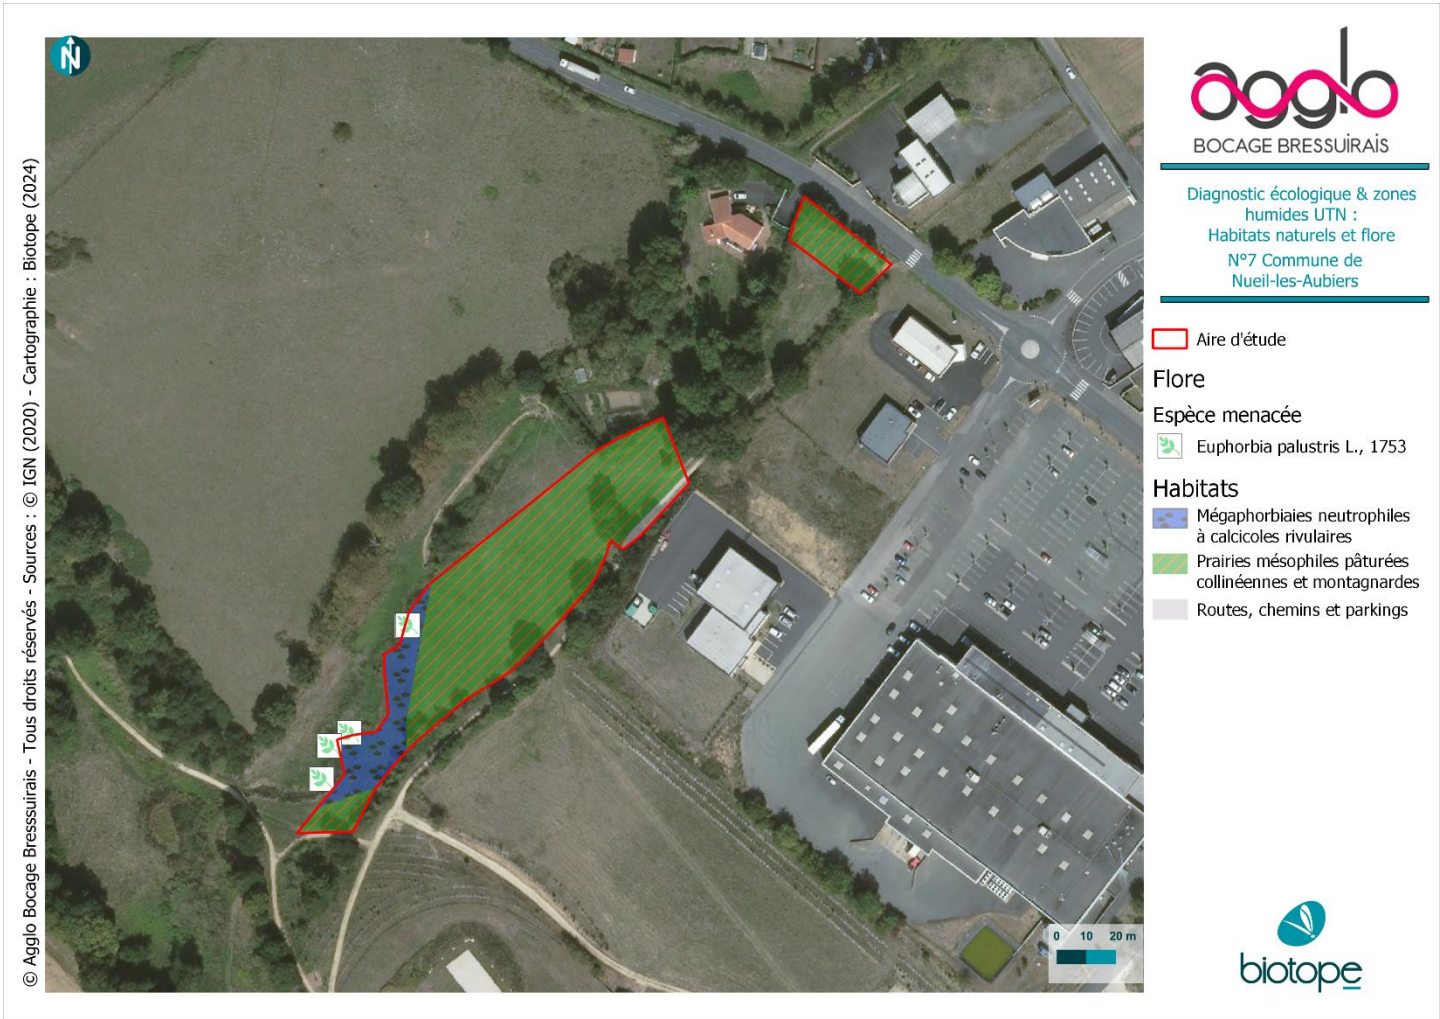 N
© Agglo Bocage Bresssuirais - Tous droits réservés - Sources : © IGN (2020) - Cartographie : Biotope (2024)
agglo
BOCAGE BRESSUIRAIS
Diagnostic écologique & zones
humides UTN :
Habitats naturels et flore
N°7 Commune de
Nueil-les-Aubiers
Aire d'étude
Flore
Espèce menacée
Euphorbia palustris L., 1753
Habitats
Mégaphorbiaies neutrophiles
à calcicoles rivulaires
Prairies mésophiles pâturées
collinéennes et montagnardes
Routes, chemins et parkings
0 10 20 m
biotope